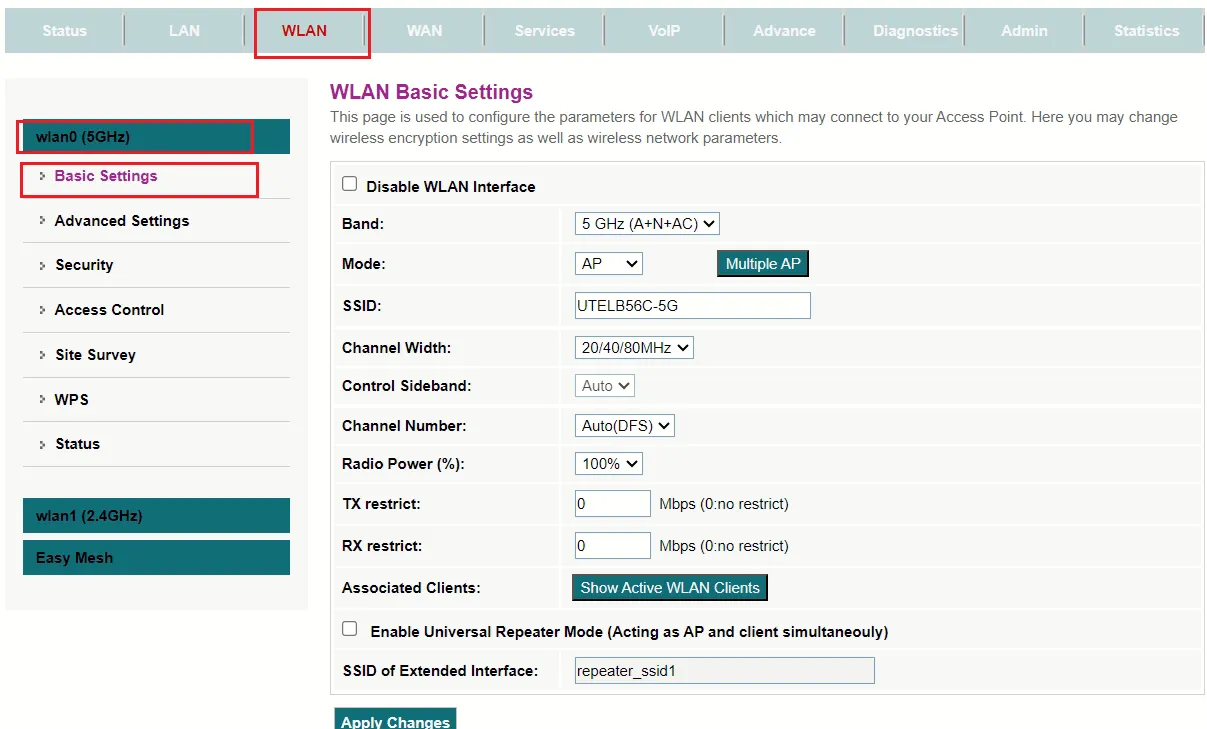 Status LAN WLAN WAN Services VoIP Advance Diagnostics Admin Statistics
wlan0 (5GHz)
Basic Settings
Advanced Settings
Security
Access Control
Site Survey
WPS
Status
wlan1 (2.4GHz)
Easy Mesh
WLAN Basic Settings
This page is used to configure the parameters for WLAN clients which may connect to your Access Point. Here you may change
wireless encryption settings as well as wireless network parameters.
Disable WLAN Interface
Band: 5 GHz (A+N+AC)
Mode: AP Multiple AP
SSID: UTELB56C-5G
Channel Width: 20/40/80MHz
Control Sideband: Auto
Channel Number: Auto(DFS)
Radio Power (%): 100%
TX restrict: 0 Mbps (0:no restrict)
RX restrict: 0 Mbps (0:no restrict)
Associated Clients: Show Active WLAN Clients
Enable Universal Repeater Mode (Acting as AP and client simultaneouly)
SSID of Extended Interface: repeater_ssid1
Apply Changes